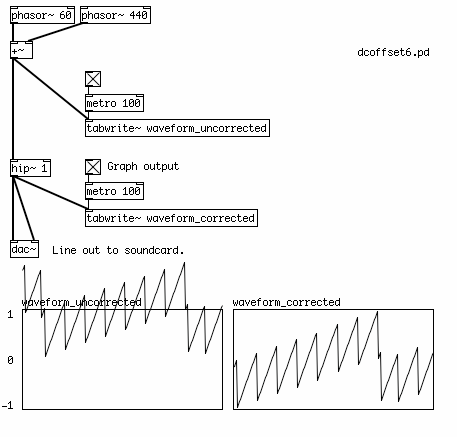 phasor~ 60
phasor~ 440
+~
dcoffset6.pd
metro 100
tabwrite~ waveform_uncorrected
hip~ 1
Graph output
metro 100
tabwrite~ waveform_corrected
dac~
Line out to soundcard.
waveform_uncorrected
waveform_corrected
1
0
-1